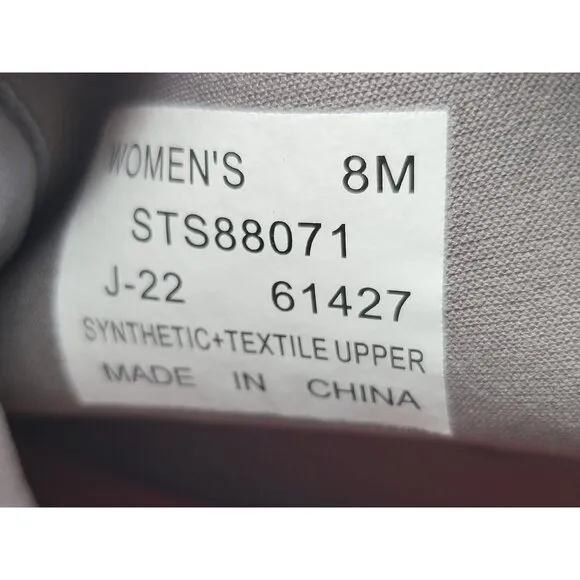 WOMEN'S 8M
STS88071
J-22 61427
SYNTHETIC+TEXTILE UPPER
MADE IN CHINA